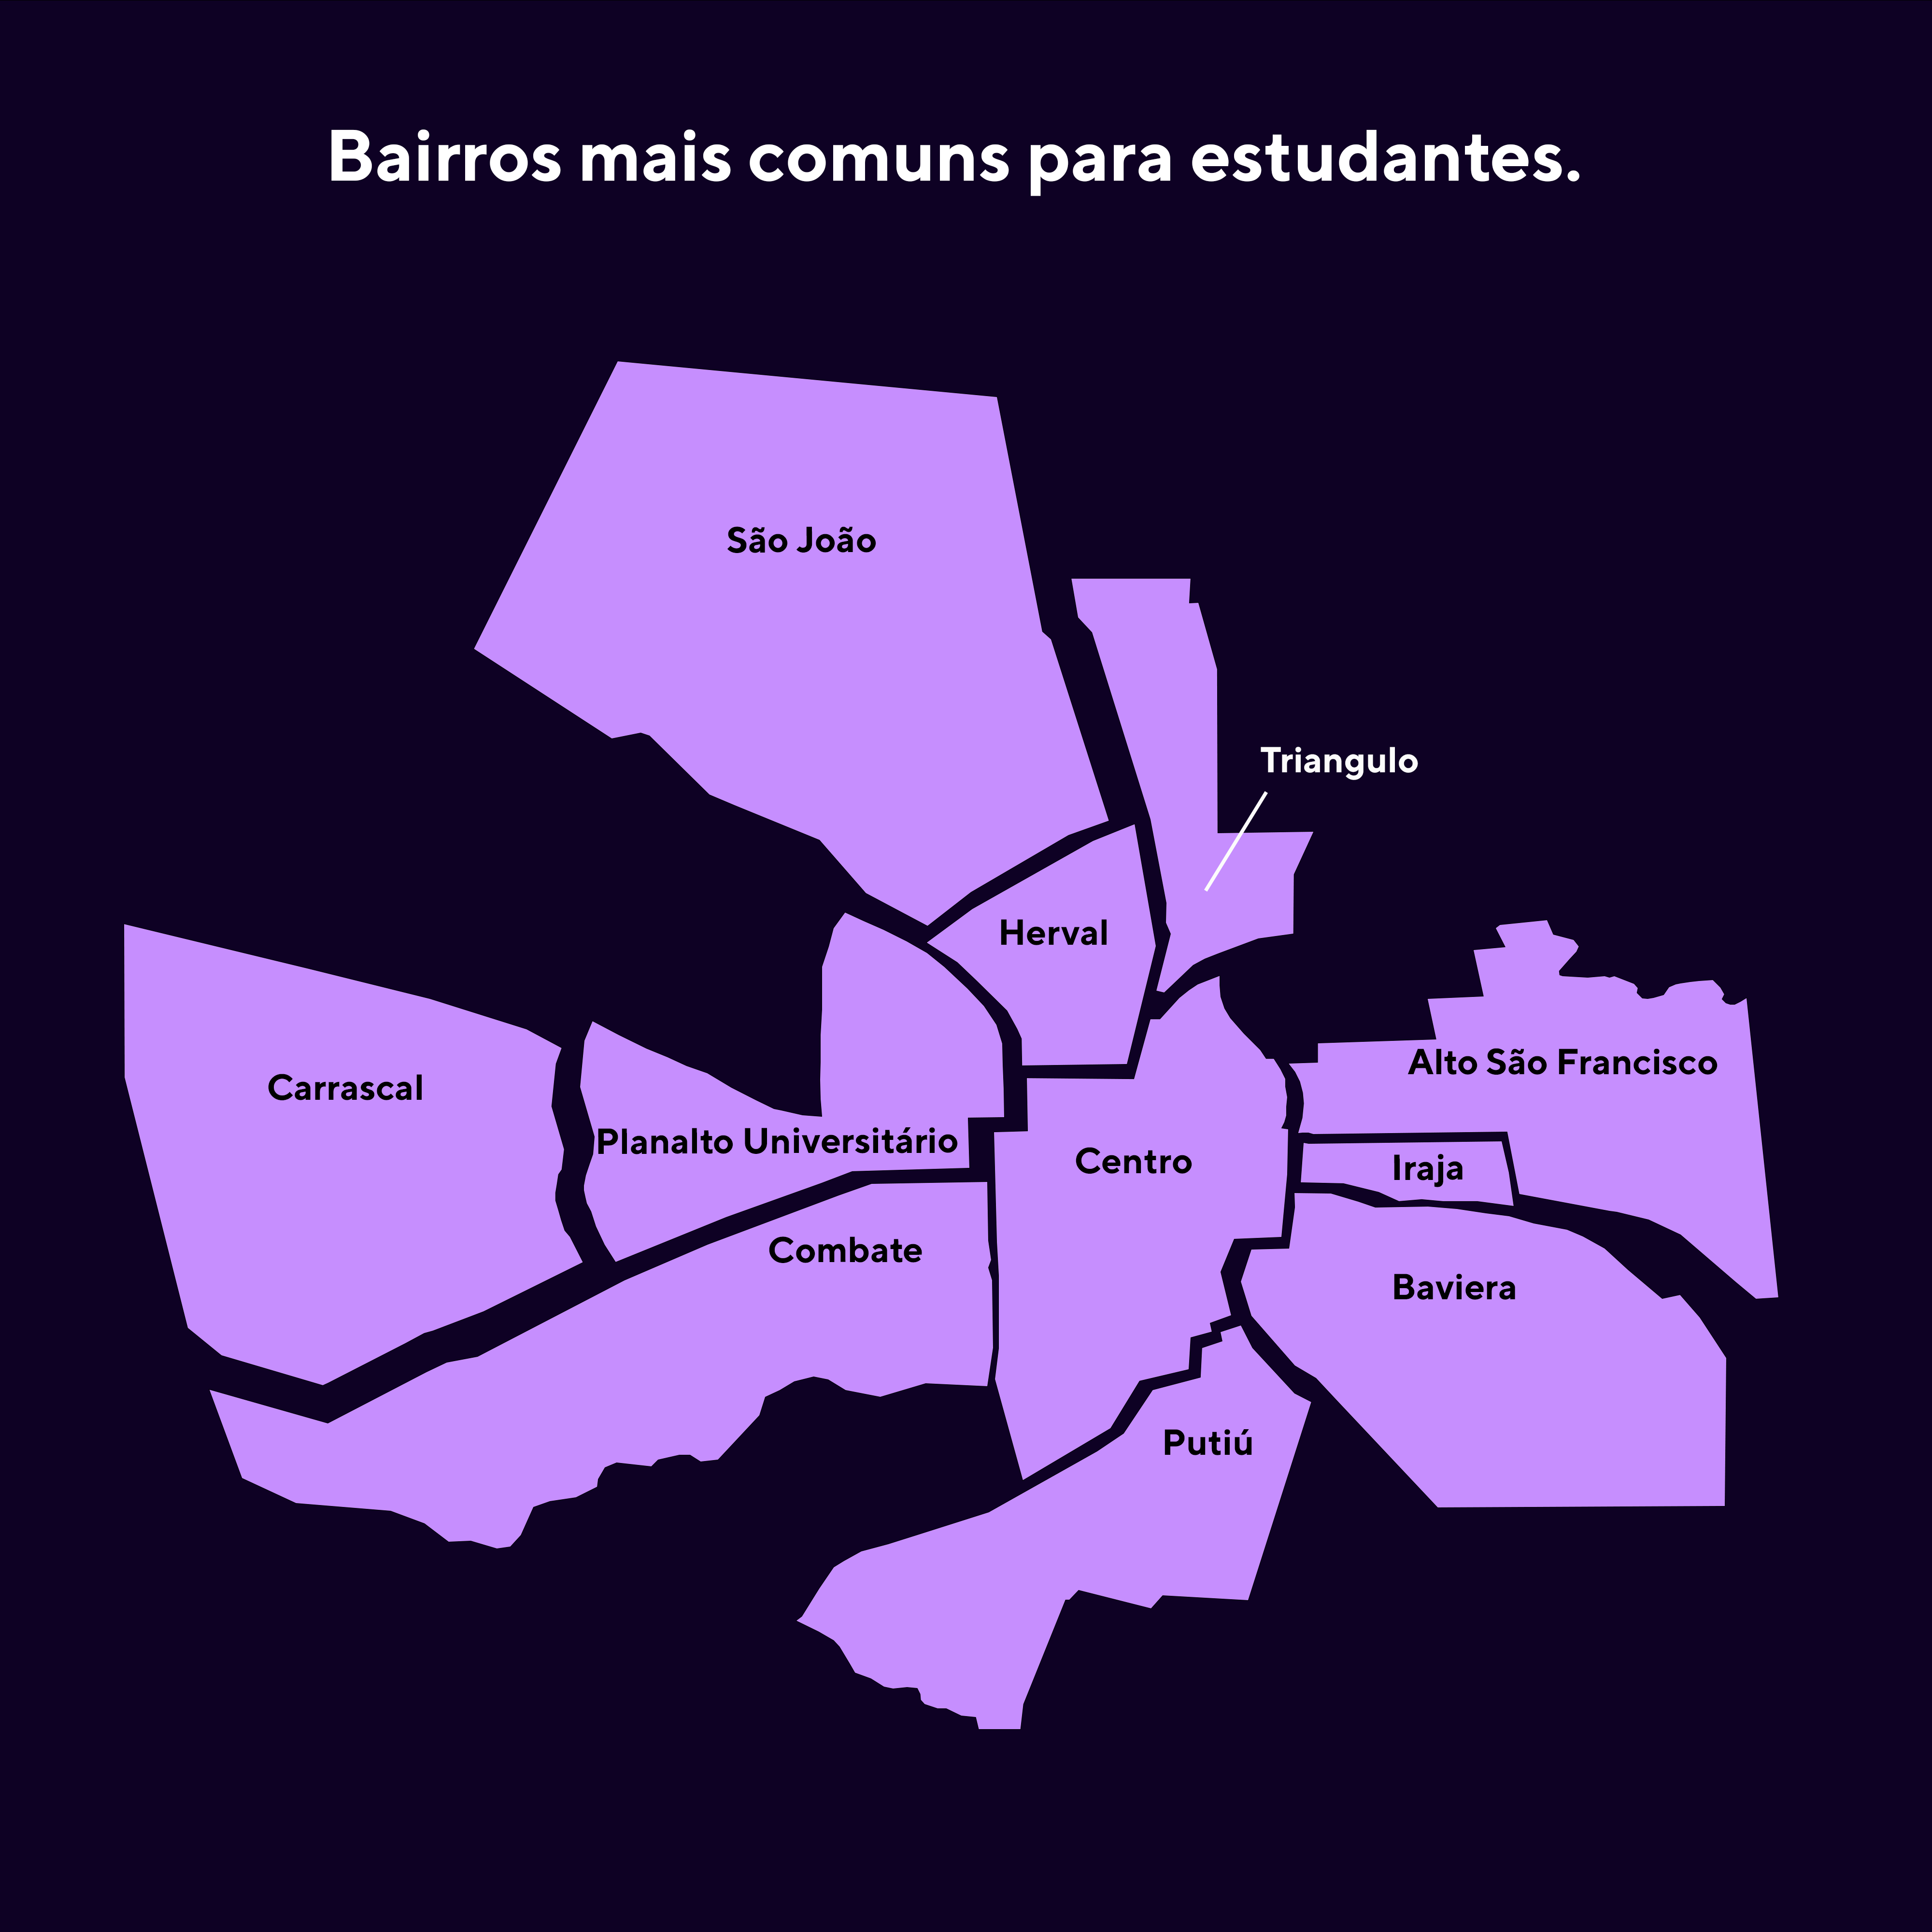 Bairros mais comuns para estudantes.
São João
Triangulo
Herval
Alto São Francisco
Carrascal
Planalto Universitário
Centro
Iraja
Combate
Baviera
Putiú